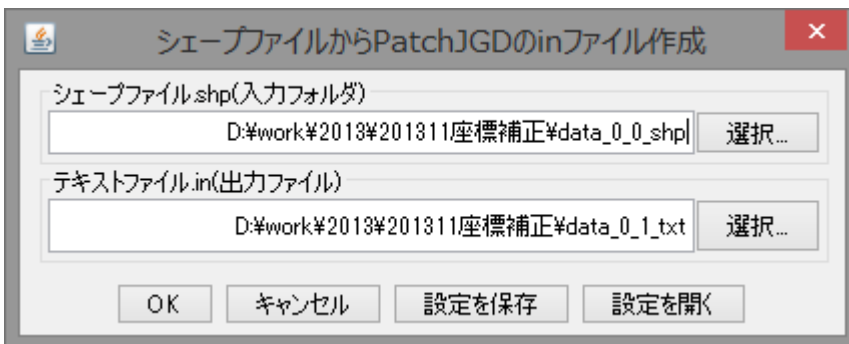 シェープファイルからPatchJGDのinファイル作成
シェープファイル.shp(入力フォルダ)
D:¥work¥2013¥201311座標補正¥data_0_0_shp
選択...
テキストファイル.in(出力ファイル)
D:¥work¥2013¥201311座標補正¥data_0_1_txt
選択...
OK キャンセル 設定を保存 設定を開く